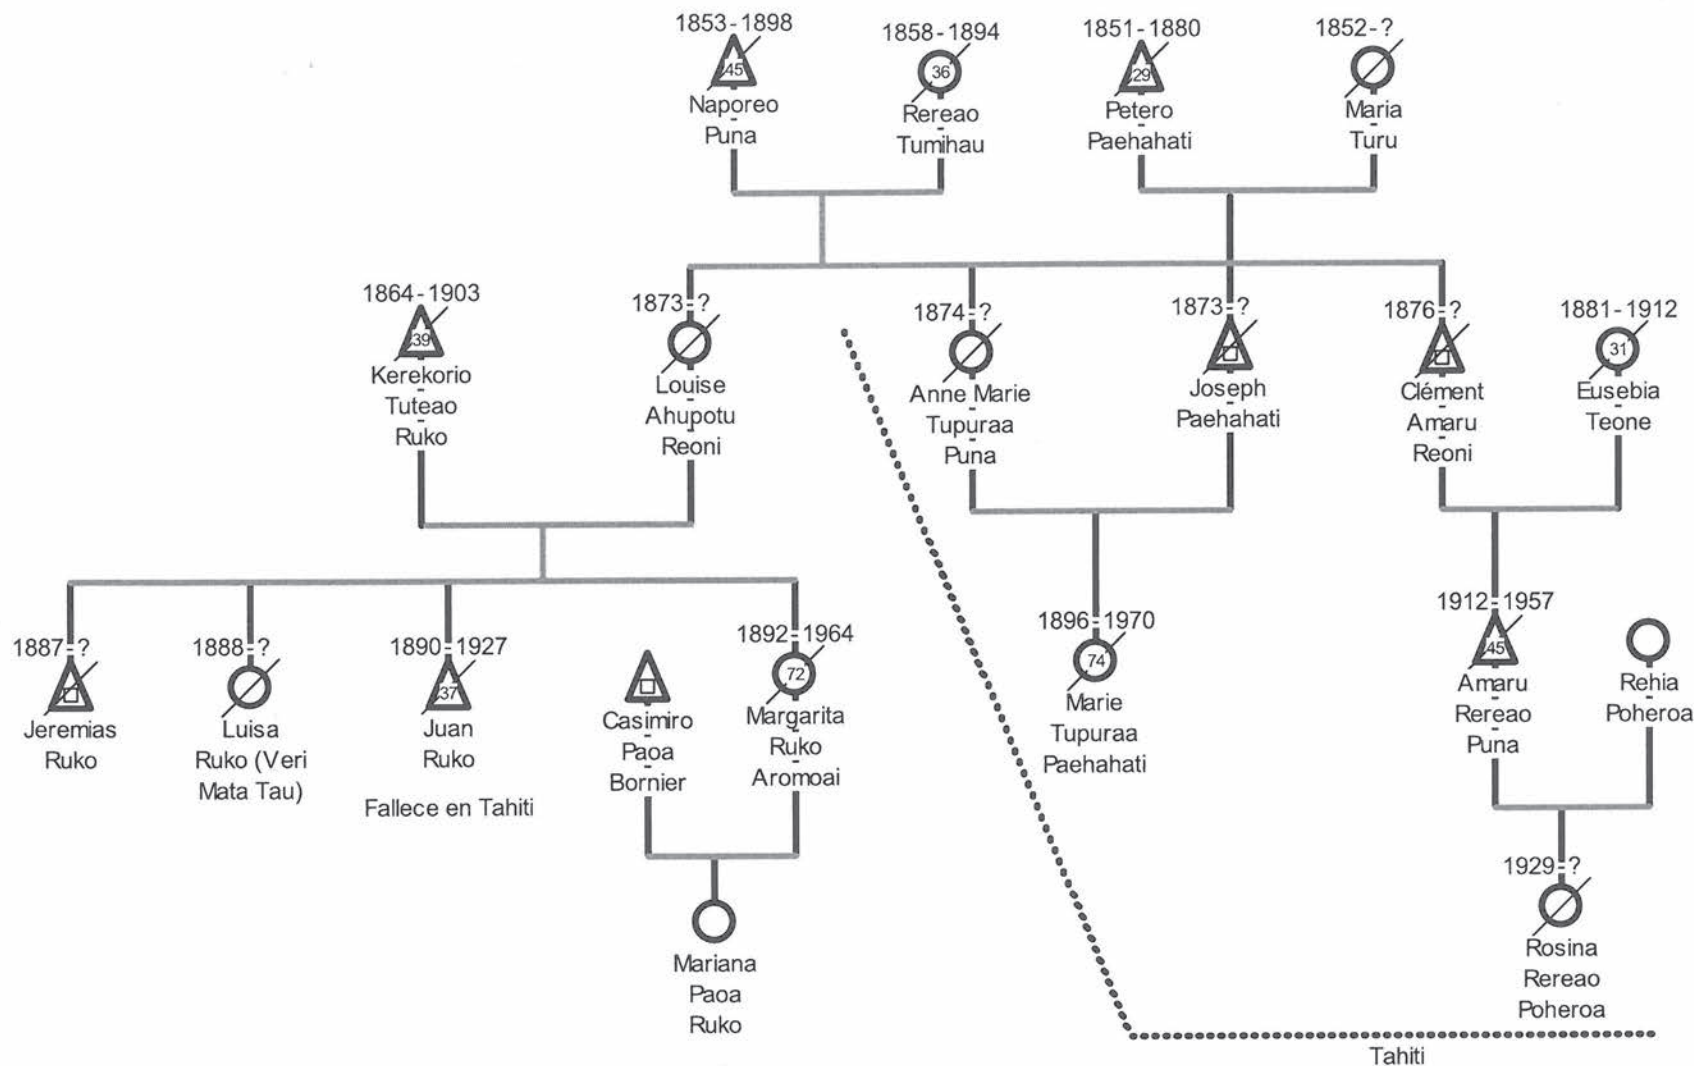 1853-1898
45
Naporeo
Puna
1858-1894
36
Rereao
Tumihau
1851-1880
29
Petero
Paehahati
1852-?
Maria
Turu
1864-1903
39
Kerekorio
Tuteao
Ruko
1873-?
Louise
Ahupotu
Reoni
1874-?
Anne Marie
Tupuraa
Puna
1873-?
Joseph
Paehahati
1876-?
Clément
Amaru
Reoni
1881-1912
31
Eusebia
Teone
1887-?
Jeremias
Ruko
1888-?
Luisa
Ruko (Veri
Mata Tau)
1890-1927
37
Juan
Ruko
Fallece en Tahiti
Casimiro
Paoa
Bornier
1892-1964
72
Margarita
Ruko
Aromoai
1896-1970
74
Marie
Tupuraa
Paehahati
1912-1957
45
Amaru
Rereao
Puna
Rehia
Poheroa
Mariana
Paoa
Ruko
1929-?
Rosina
Rereao
Poheroa
Tahiti